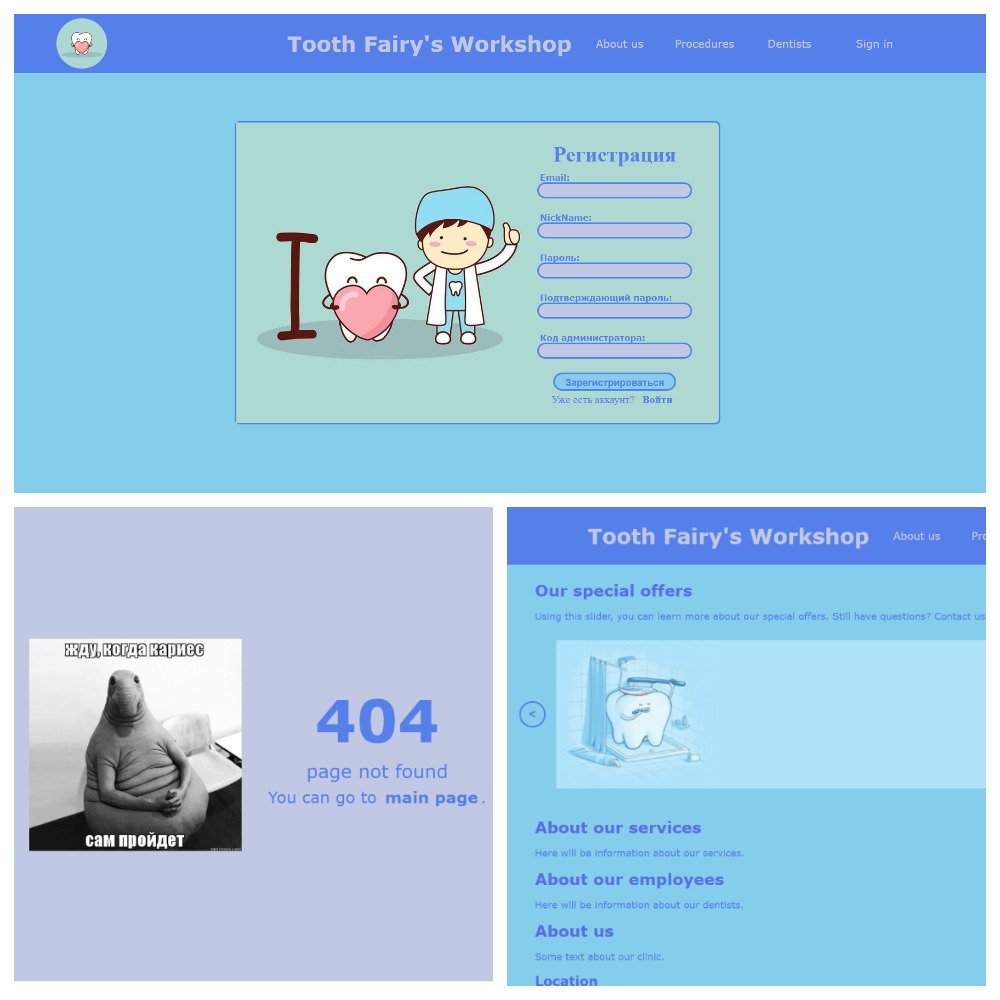 Tooth Fairy's Workshop About us Procedures Dentists Sign in
Регистрация
Email:
NickName:
Пароль:
Подтверждающий пароль:
Код администратора:
Зарегистрироваться
Уже есть аккаунт? Войти
жду, когда кариес
сам пройдет
404
page not found
You can go to main page.
Tooth Fairy's Workshop About us
Our special offers
Using this slider, you can learn more about our special offers. Still have questions? Contact us
<
About our services
Here will be information about our services.
About our employees
Here will be information about our dentists.
About us
Some text about our clinic.
Location